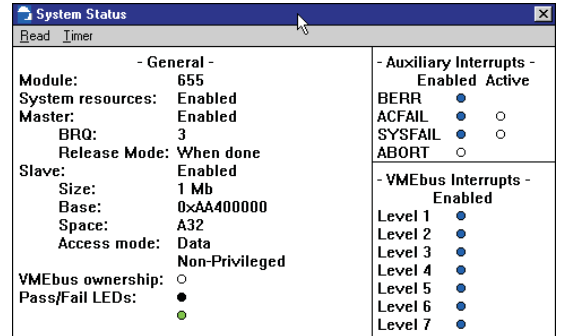 System Status
Read Timer
- General -
Module: 655
System resources: Enabled
Master: Enabled
BRQ: 3
Release Mode: When done
Slave: Enabled
Size: 1 Mb
Base: 0xAA400000
Space: A32
Access mode: Data
Non-Privileged
VMEbus ownership:
Pass/Fail LEDs:
- Auxiliary Interrupts -
Enabled Active
BERR
ACFAIL
SYSFAIL
ABORT
- VMEbus Interrupts -
Enabled
Level 1
Level 2
Level 3
Level 4
Level 5
Level 6
Level 7